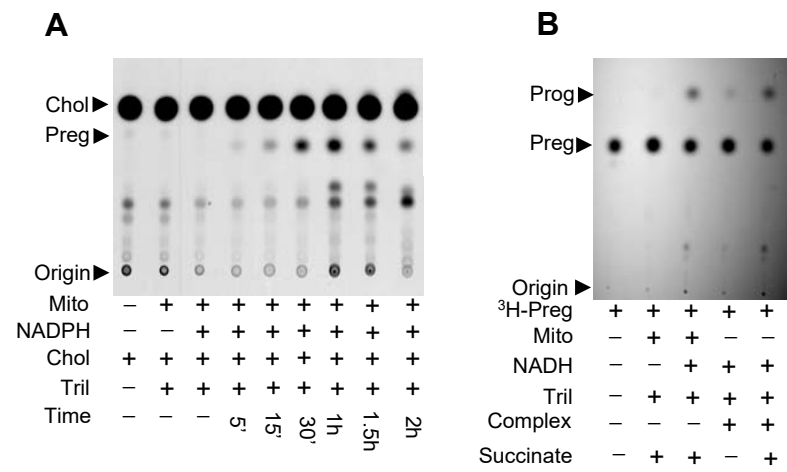 A
Chol
Preg
Origin
Mito – + + + + + + + +
NADPH – – + + + + + + +
Chol + + + + + + + + +
Tril – + + + + + + + +
Time – – – 5' 15' 30' 1h 1.5h 2h
B
Prog
Preg
Origin
³H-Preg + + + + +
Mito – + + – –
NADH – – + + +
Tril – + + + +
Complex – – – + +
Succinate – + + – +